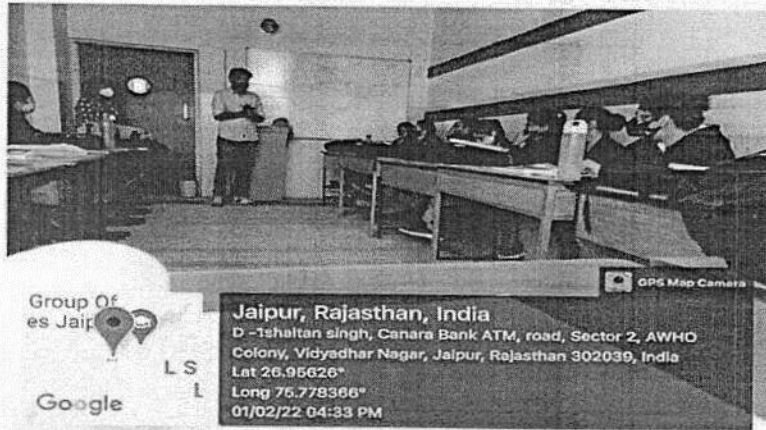 GPS Map Camera
Group Of
es Jaip
L S
L
Google
Jaipur, Rajasthan, India
D -1shaitan singh, Canara Bank ATM, road, Sector 2, AWHO
Colony, Vidyadhar Nagar, Jaipur, Rajasthan 302039, India
Lat 26.95626°
Long 75.778366°
01/02/22 04:33 PM